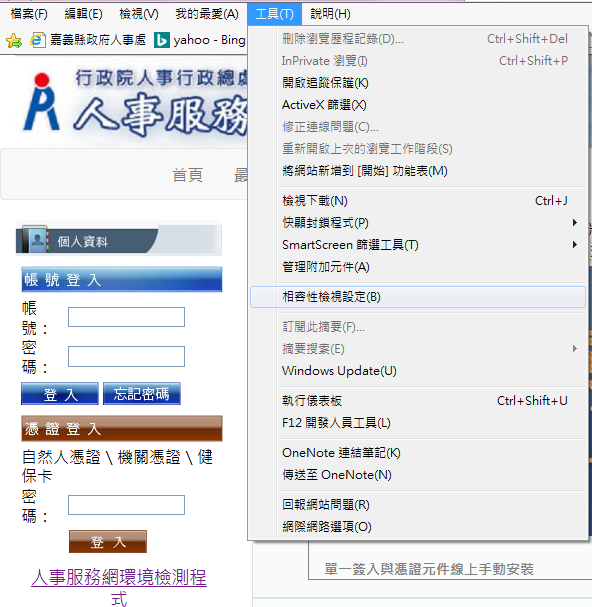 檔案(F) 編輯(E) 檢視(V) 我的最愛(A) 工具(T) 說明(H)
嘉義縣政府人事處 yahoo - Bing
刪除瀏覽歷程記錄(D)... Ctrl+Shift+Del
InPrivate 瀏覽(I) Ctrl+Shift+P
開啟追蹤保護(K)
ActiveX 篩選(X)
修正連線問題(C)...
重新開啟上次的瀏覽工作階段(S)
將網站新增到 [開始] 功能表(M)
檢視下載(N) Ctrl+J
快顯封鎖程式(P)
SmartScreen 篩選工具(T)
管理附加元件(A)
相容性檢視設定(B)
訂閱此摘要(F)...
摘要搜索(E)
Windows Update(U)
執行儀表板 Ctrl+Shift+U
F12 開發人員工具(L)
OneNote 連結筆記(K)
傳送至 OneNote(N)
回報網站問題(R)
網際網路選項(O)
行政院人事行政總處
人事服務
首頁 最
個人資料
帳 號 登 入
帳
號：
密
碼：
登 入 忘記密碼
憑 證 登 入
自然人憑證 \ 機關憑證 \ 健
保卡
密
碼：
登 入
人事服務網環境檢測程
式
單一簽入與憑證元件線上手動安裝